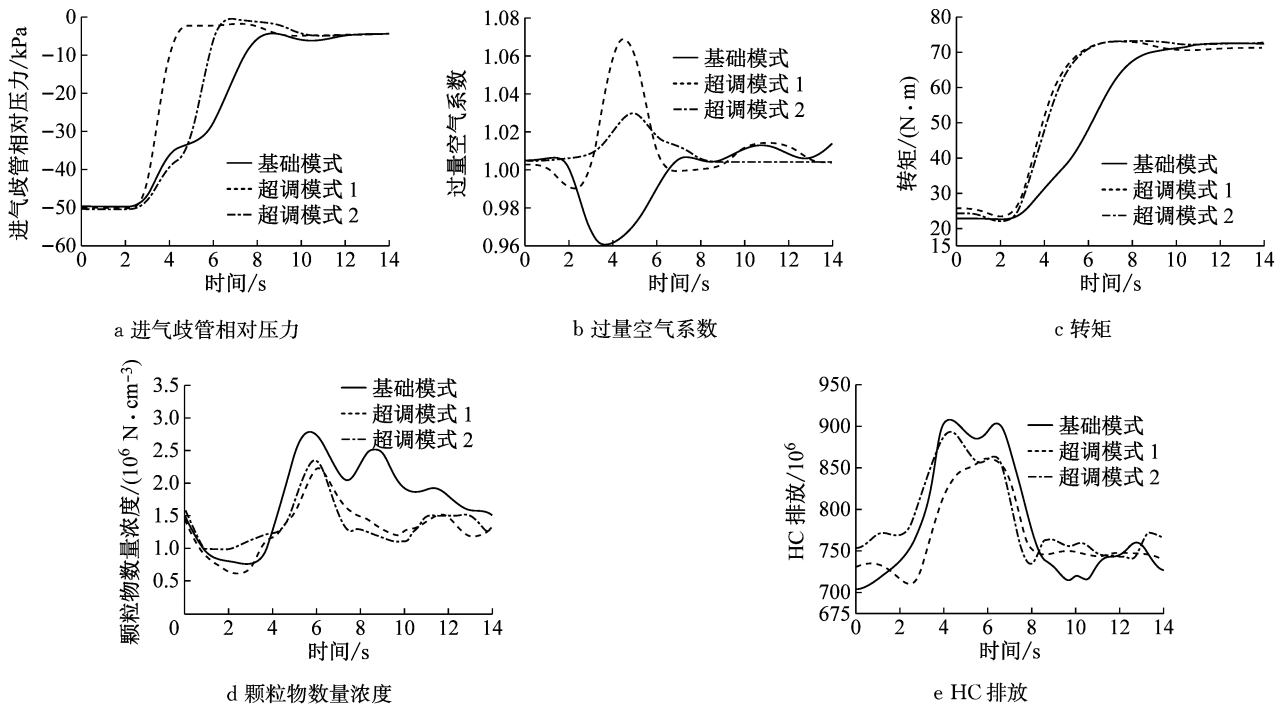 进气歧管相对压力/kPa
0
−10
−20
−30
−40
−50
−60
0 2 4 6 8 10 12 14
时间/s
基础模式
超调模式 1
超调模式 2
a 进气歧管相对压力
过量空气系数
1.08
1.06
1.04
1.02
1.00
0.98
0.96
0 2 4 6 8 10 12 14
时间/s
基础模式
超调模式 1
超调模式 2
b 过量空气系数
转矩/(N·m)
80
70
60
50
40
30
20
15
0 2 4 6 8 10 12 14
时间/s
基础模式
超调模式 1
超调模式 2
c 转矩
颗粒物数量浓度/(10⁶ N·cm⁻³)
3.5
3.0
2.5
2.0
1.5
1.0
0.5
0 2 4 6 8 10 12 14
时间/s
基础模式
超调模式 1
超调模式 2
d 颗粒物数量浓度
HC 排放/10⁶
950
900
850
800
750
700
675
0 2 4 6 8 10 12 14
时间/s
基础模式
超调模式 1
超调模式 2
e HC 排放